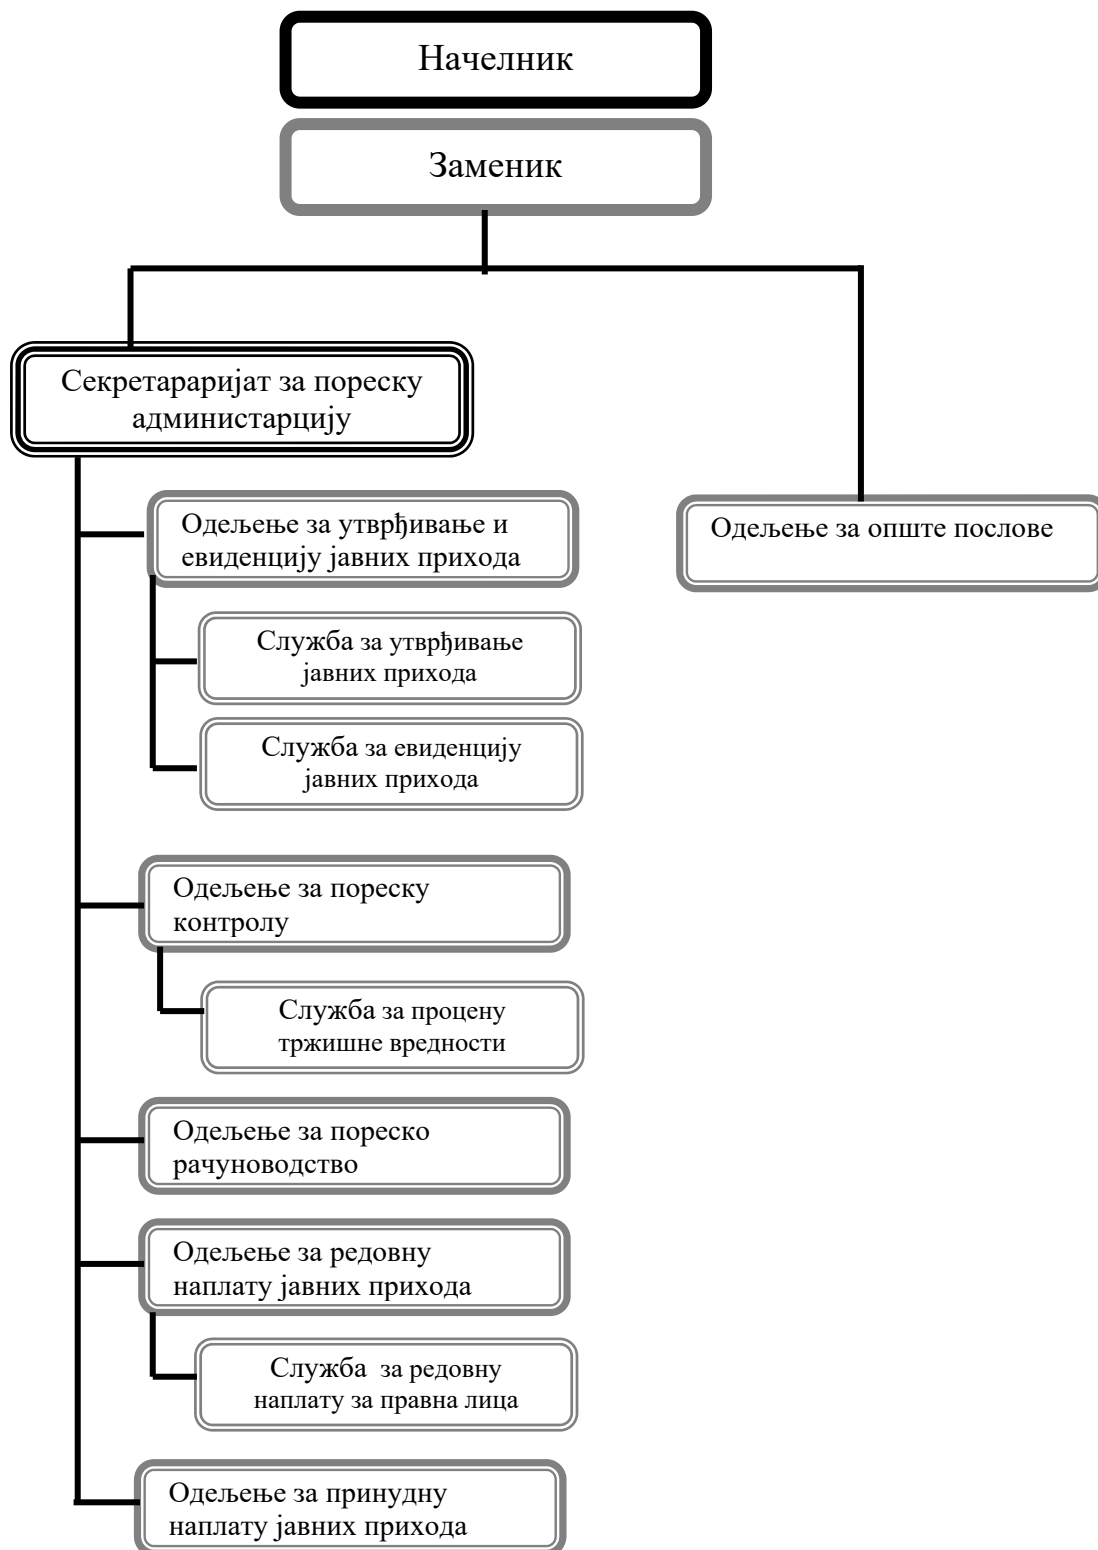 Начелник
Заменик
Секретараријат за пореску
администарцију
Одељење за утврђивање и
евиденцију јавних прихода
Одељење за опште послове
Служба за утврђивање
јавних прихода
Служба за евиденцију
јавних прихода
Одељење за пореску
контролу
Служба за процену
тржишне вредности
Одељење за пореско
рачуноводство
Одељење за редовну
наплату јавних прихода
Служба за редовну
наплату за правна лица
Одељење за принудну
наплату јавних прихода